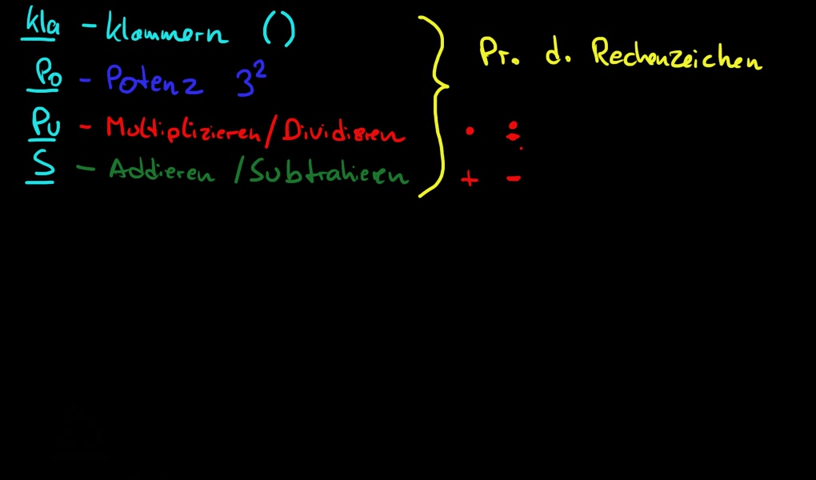 Kla - Klammern ()
Po - Potenz 3²
Pu - Multiplizieren/Dividieren
S - Addieren/Subtrahieren
Pr. d. Rechenzeichen
· :
+ -